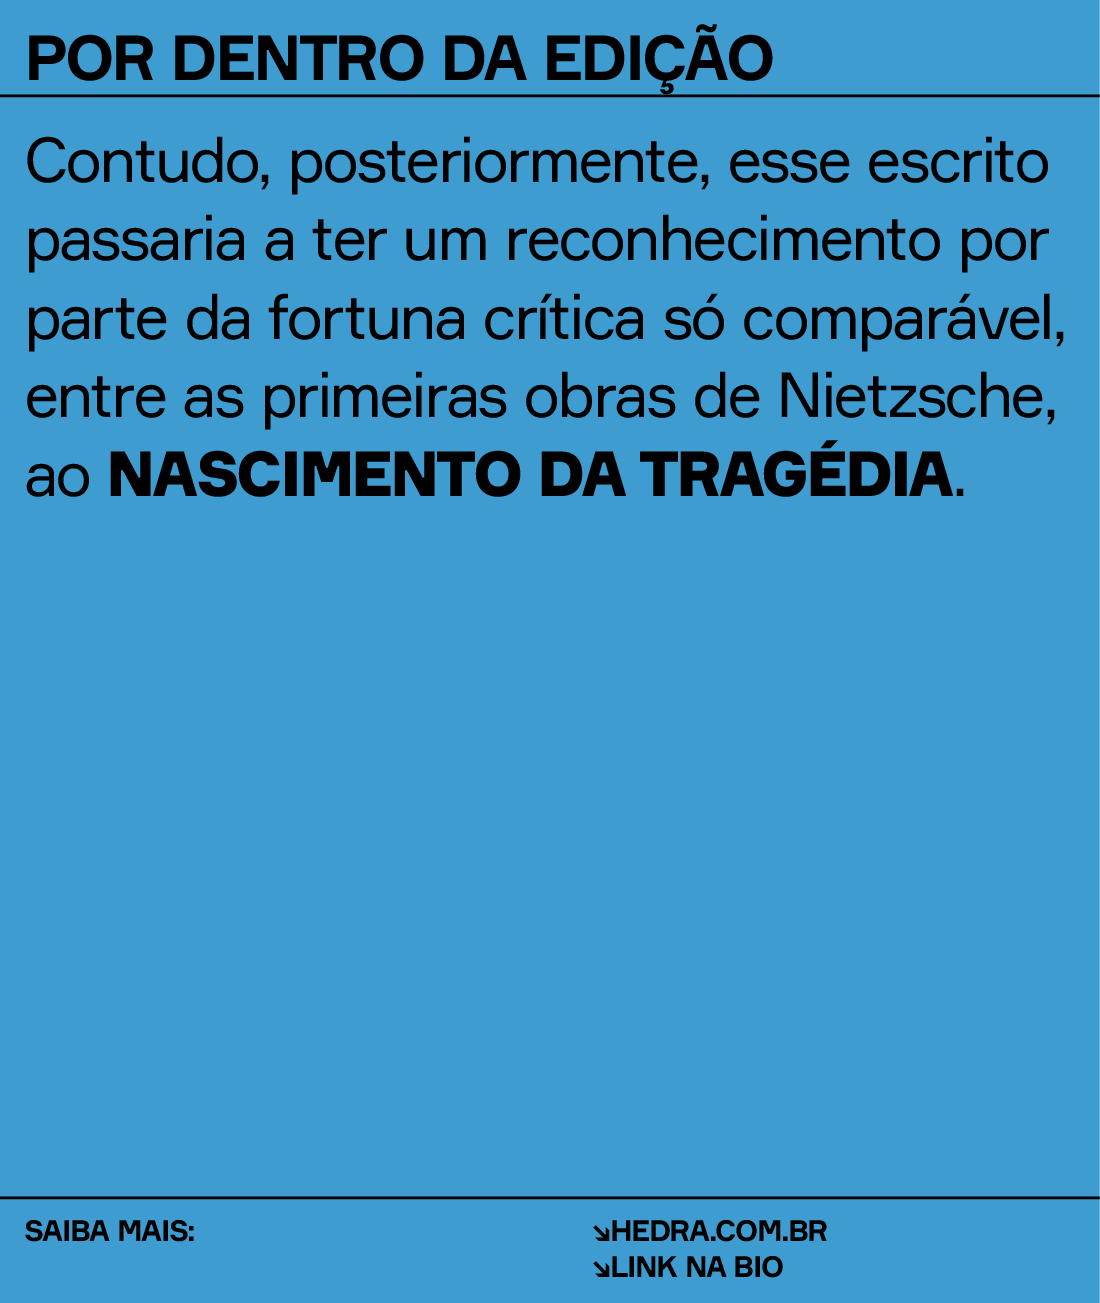 POR DENTRO DA EDIÇÃO
Contudo, posteriormente, esse escrito
passaria a ter um reconhecimento por
parte da fortuna crítica só comparável,
entre as primeiras obras de Nietzsche,
ao NASCIMENTO DA TRAGÉDIA.
SAIBA MAIS:
↘HEDRA.COM.BR
↘LINK NA BIO